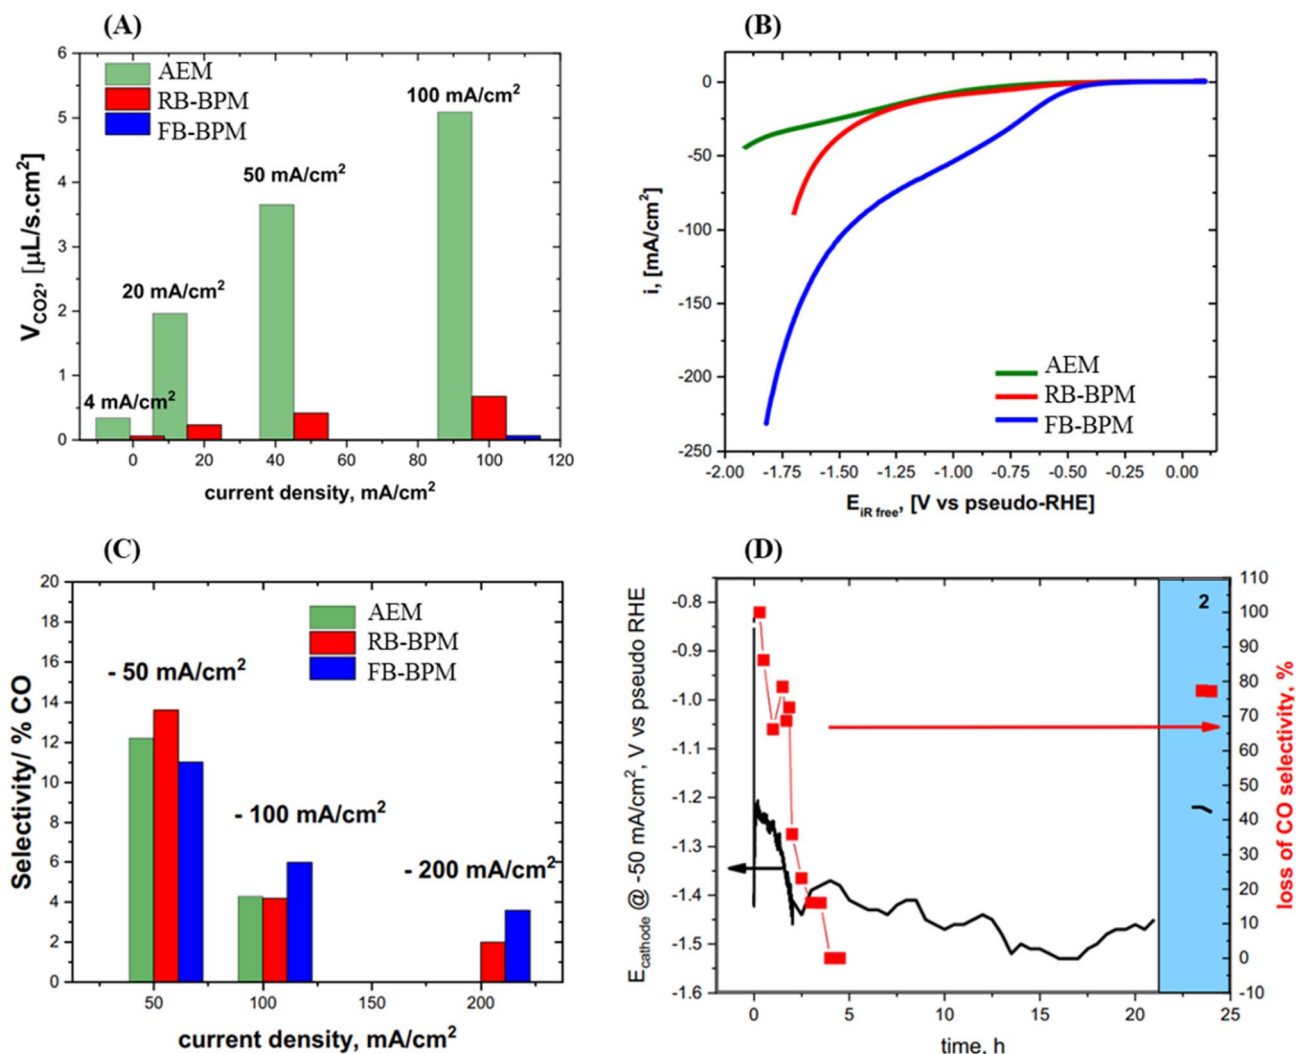 (A)
6
5
4
3
2
1
0
V_CO2, [µL/s.cm²]
AEM
RB-BPM
FB-BPM
4 mA/cm²
20 mA/cm²
50 mA/cm²
100 mA/cm²
0 20 40 60 80 100 120
current density, mA/cm²
(B)
0
-50
-100
-150
-200
-250
i, [mA/cm²]
AEM
RB-BPM
FB-BPM
-2.00 -1.75 -1.50 -1.25 -1.00 -0.75 -0.50 -0.25 0.00
E_iR free, [V vs pseudo-RHE]
(C)
20
18
16
14
12
10
8
6
4
2
0
Selectivity/ % CO
AEM
RB-BPM
FB-BPM
- 50 mA/cm²
- 100 mA/cm²
- 200 mA/cm²
50 100 150 200
current density, mA/cm²
(D)
-0.8
-0.9
-1.0
-1.1
-1.2
-1.3
-1.4
-1.5
-1.6
E_cathode @ -50 mA/cm², V vs pseudo RHE
2
110
100
90
80
70
60
50
40
30
20
10
0
-10
loss of CO selectivity, %
0 5 10 15 20 25
time, h